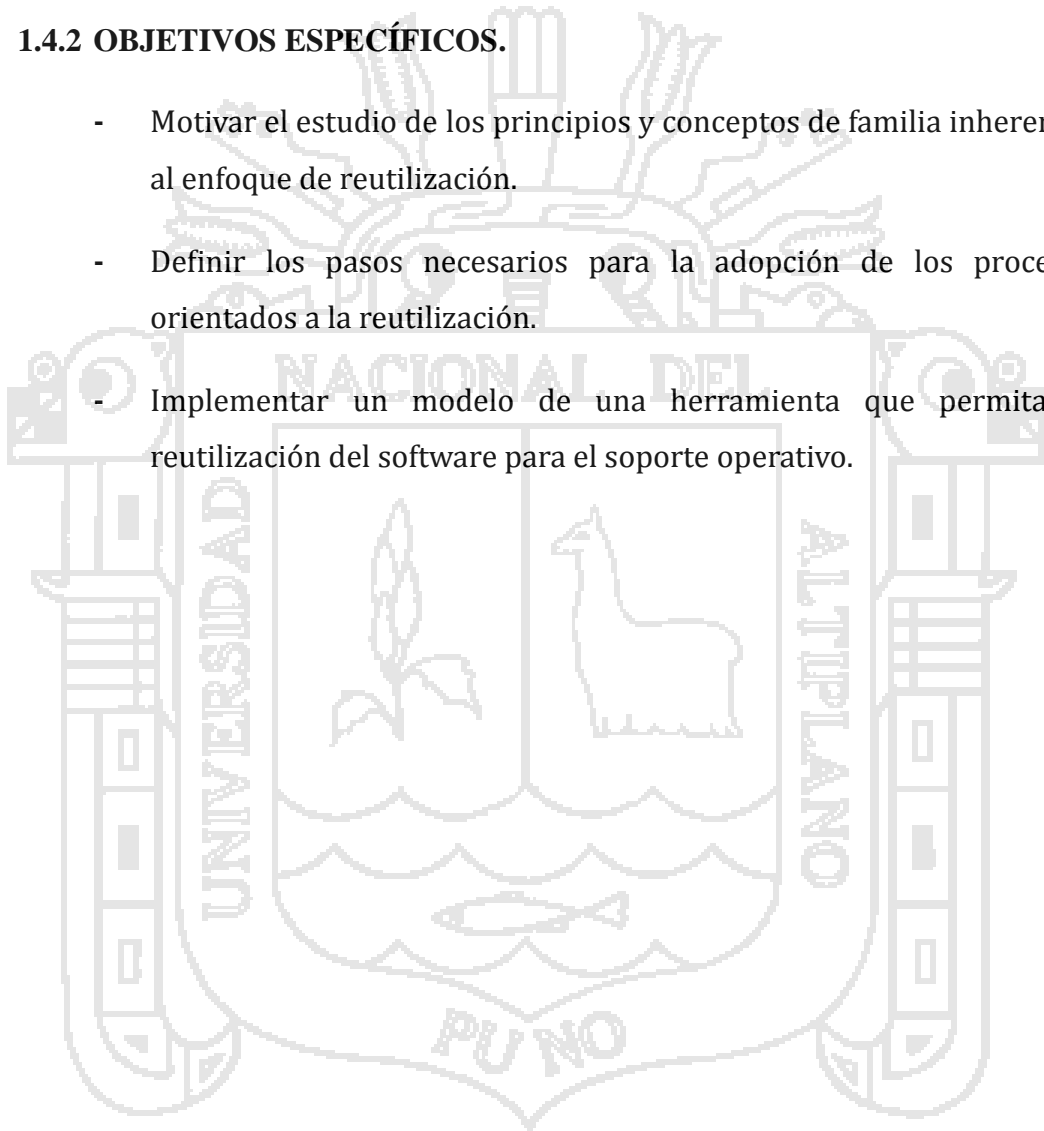 1.4.2 OBJETIVOS ESPECÍFICOS.
- Motivar el estudio de los principios y conceptos de familia
al enfoque de reutilización.
- Definir los pasos necesarios para la adopción de los
orientados a la reutilización.
NACIONAL DEL
- Implementar un modelo de una herramienta que permita
reutilización del software para el soporte operativo.
UNIVERSIDAD
ALTIPLANO
PUNO